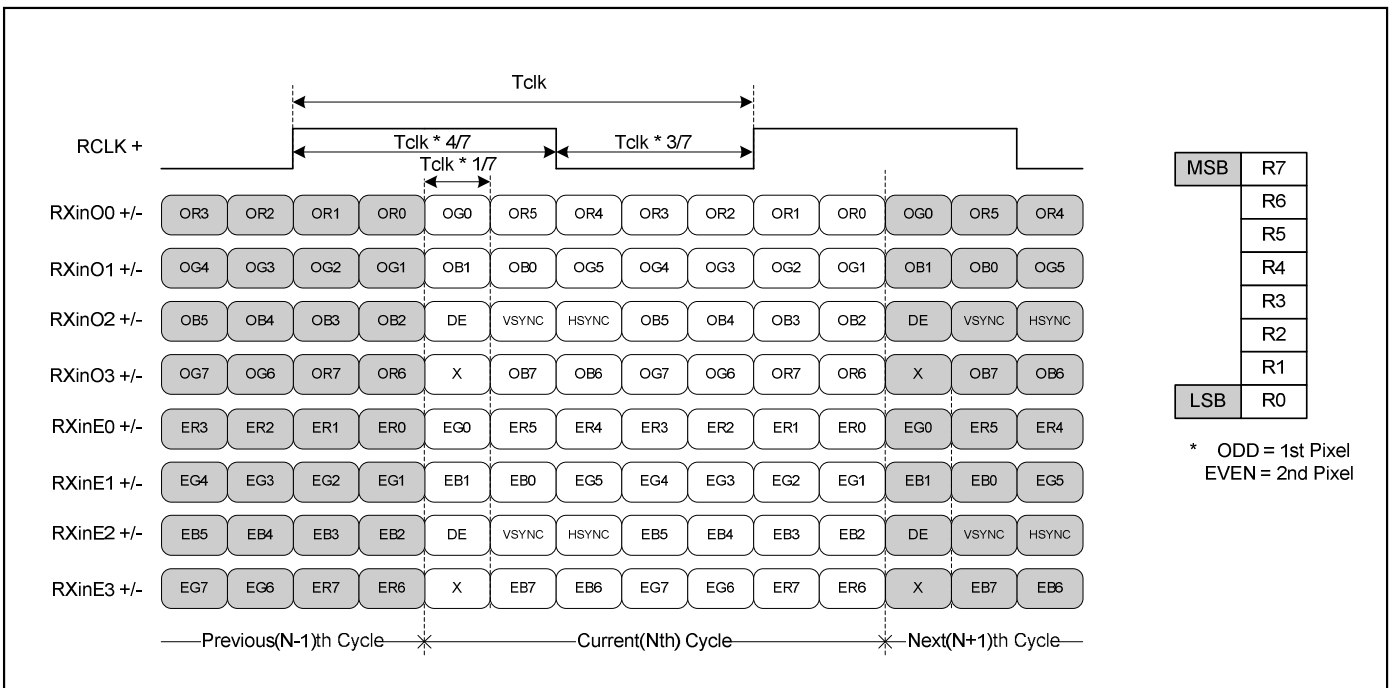 Tclk
RCLK +
Tclk * 4/7
Tclk * 3/7
Tclk * 1/7
RXinO0 +/- OR3 OR2 OR1 OR0 OG0 OR5 OR4 OR3 OR2 OR1 OR0 OG0 OR5 OR4
RXinO1 +/- OG4 OG3 OG2 OG1 OB1 OB0 OG5 OG4 OG3 OG2 OG1 OB1 OB0 OG5
RXinO2 +/- OB5 OB4 OB3 OB2 DE VSYNC HSYNC OB5 OB4 OB3 OB2 DE VSYNC HSYNC
RXinO3 +/- OG7 OG6 OR7 OR6 X OB7 OB6 OG7 OG6 OR7 OR6 X OB7 OB6
RXinE0 +/- ER3 ER2 ER1 ER0 EG0 ER5 ER4 ER3 ER2 ER1 ER0 EG0 ER5 ER4
RXinE1 +/- EG4 EG3 EG2 EG1 EB1 EB0 EG5 EG4 EG3 EG2 EG1 EB1 EB0 EG5
RXinE2 +/- EB5 EB4 EB3 EB2 DE VSYNC HSYNC EB5 EB4 EB3 EB2 DE VSYNC HSYNC
RXinE3 +/- EG7 EG6 ER7 ER6 X EB7 EB6 EG7 EG6 ER7 ER6 X EB7 EB6
Previous(N-1)th Cycle Current(Nth) Cycle Next(N+1)th Cycle
MSB R7
R6
R5
R4
R3
R2
R1
LSB R0
* ODD = 1st Pixel
EVEN = 2nd Pixel